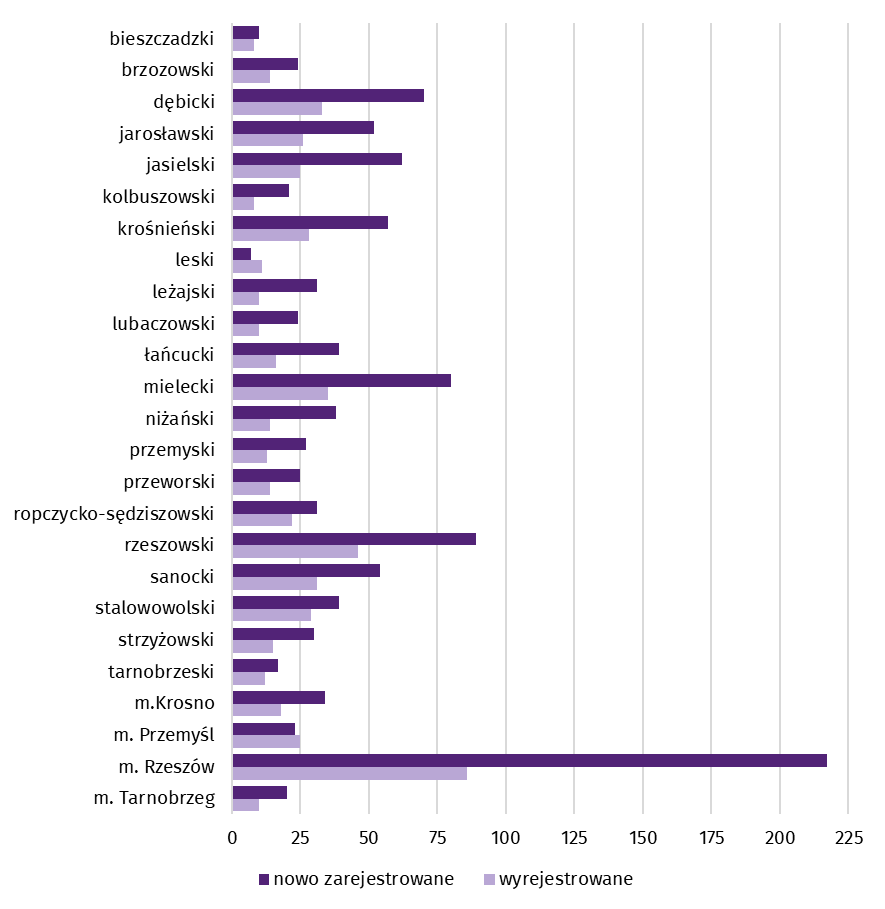 bieszczadzki
brzozowski
dębicki
jarosławski
jasielski
kolbuszowski
krośnieński
leski
leżajski
lubaczowski
łańcucki
mielecki
niżański
przemyski
przeworski
ropczycko-sędziszowski
rzeszowski
sanocki
stalowowolski
strzyżowski
tarnobrzeski
m.Krosno
m. Przemyśl
m. Rzeszów
m. Tarnobrzeg
0 25 50 75 100 125 150 175 200 225
nowo zarejestrowane wyrejestrowane